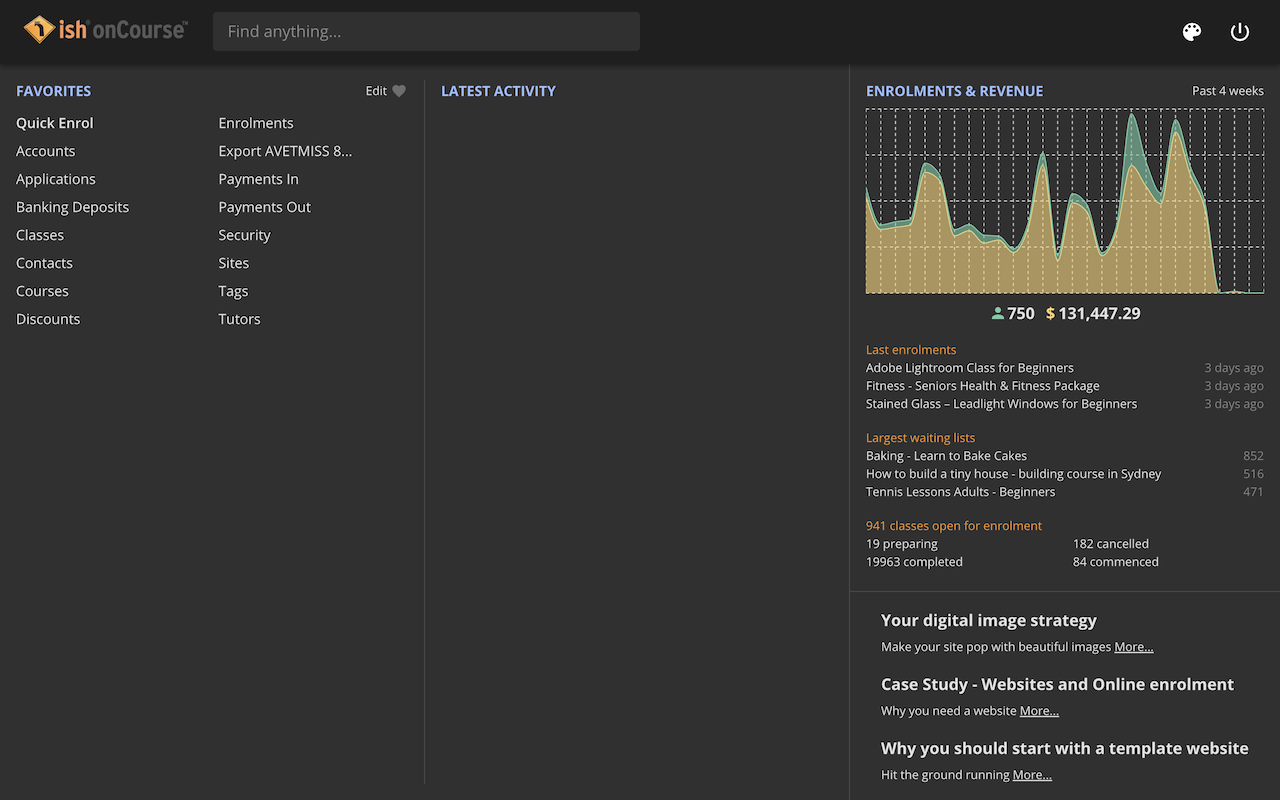 ish onCourse™
Find anything...
FAVORITES
Edit
Quick Enrol
Accounts
Applications
Banking Deposits
Classes
Contacts
Courses
Discounts
Enrolments
Export AVETMISS 8...
Payments In
Payments Out
Security
Sites
Tags
Tutors
LATEST ACTIVITY
ENROLMENTS & REVENUE
Past 4 weeks
750 $ 131,447.29
Last enrolments
Adobe Lightroom Class for Beginners 3 days ago
Fitness - Seniors Health & Fitness Package 3 days ago
Stained Glass – Leadlight Windows for Beginners 3 days ago
Largest waiting lists
Baking - Learn to Bake Cakes 852
How to build a tiny house - building course in Sydney 516
Tennis Lessons Adults - Beginners 471
941 classes open for enrolment
19 preparing 182 cancelled
19963 completed 84 commenced
Your digital image strategy
Make your site pop with beautiful images More...
Case Study - Websites and Online enrolment
Why you need a website More...
Why you should start with a template website
Hit the ground running More...